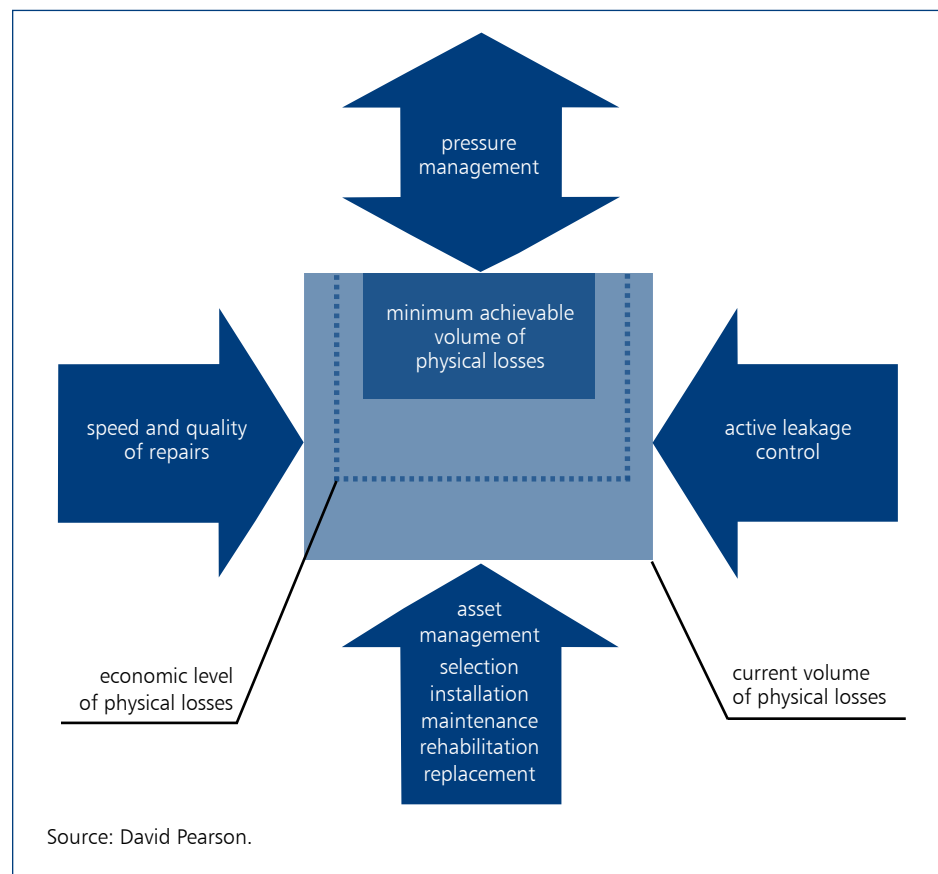 pressure
management
minimum achievable
volume of
physical losses
speed and quality
of repairs
active leakage
control
asset
management
selection
installation
maintenance
rehabilitation
replacement
economic level
of physical losses
current volume
of physical losses
Source: David Pearson.